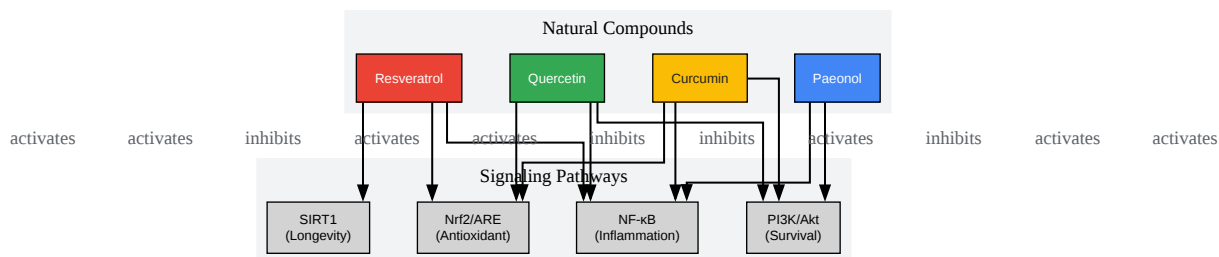 Natural Compounds
Resveratrol Quercetin Curcumin Paeonol
activates activates inhibits activates activates inhibits inhibits activates inhibits activates activates
Signaling Pathways
SIRT1 Nrf2/ARE NF-κB PI3K/Akt
(Longevity) (Antioxidant) (Inflammation) (Survival)